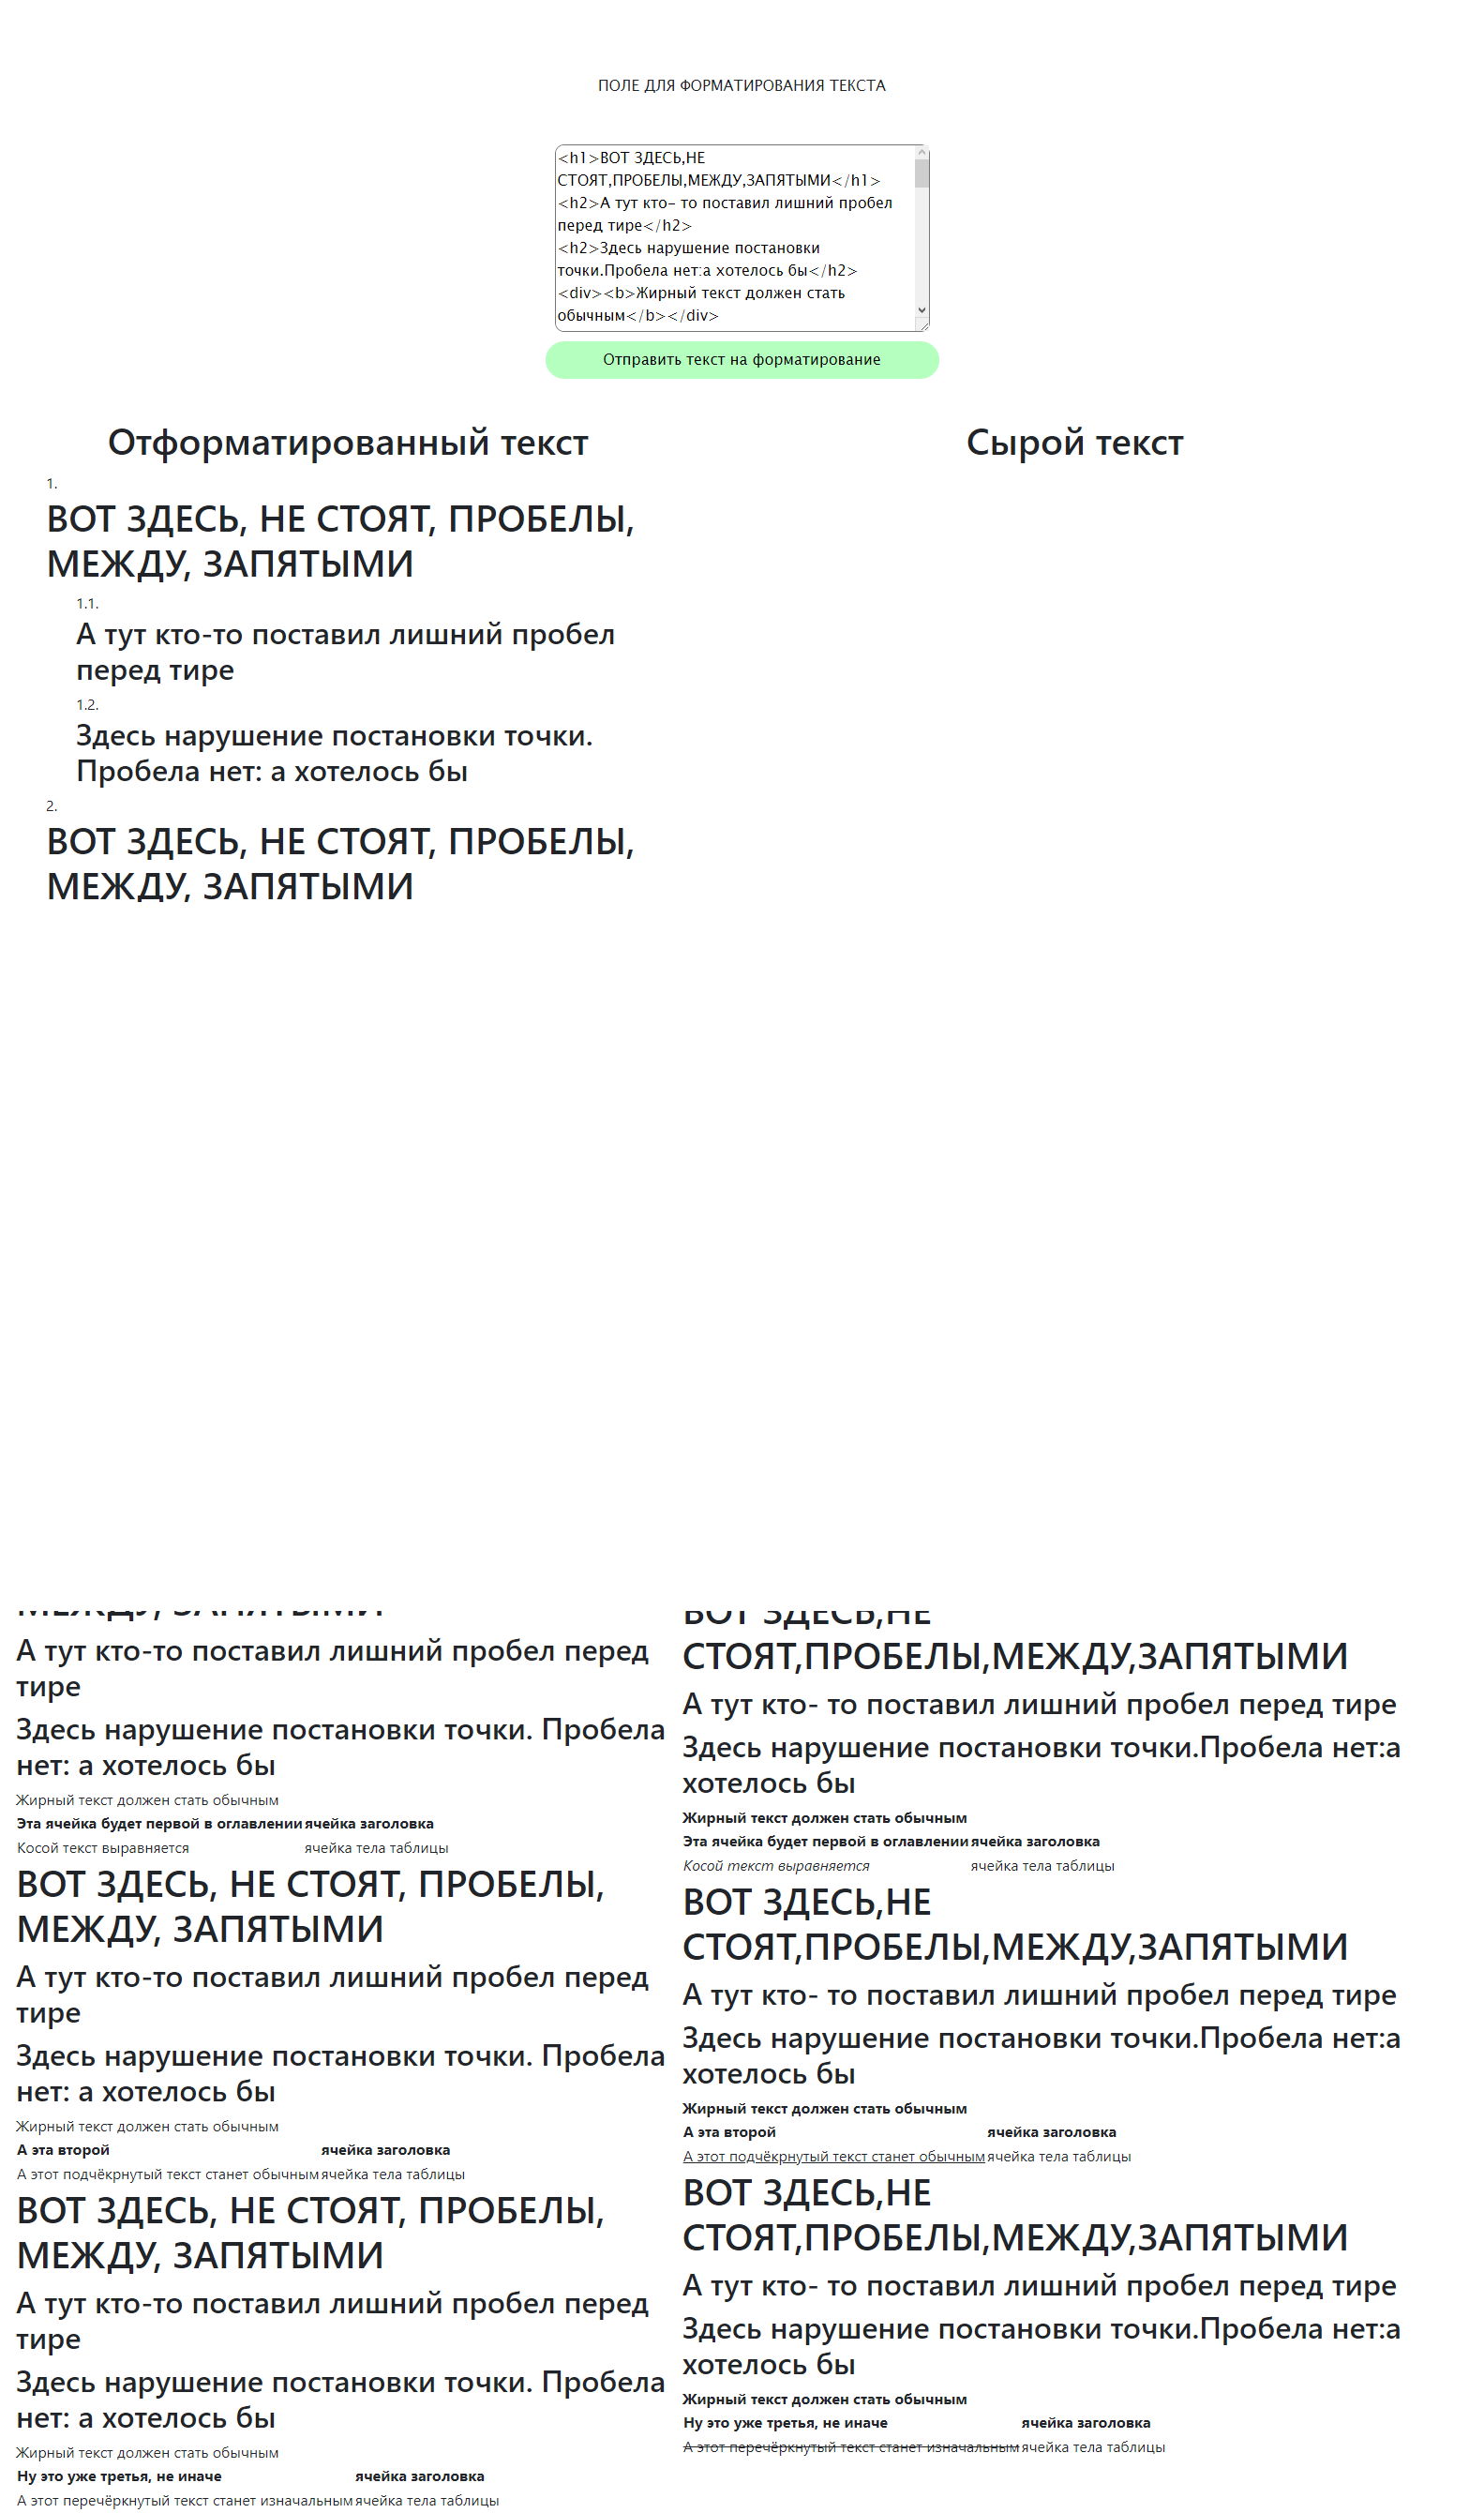 ПОЛЕ ДЛЯ ФОРМАТИРОВАНИЯ ТЕКСТА
<h1>ВОТ ЗДЕСЬ,НЕ
СТОЯТ,ПРОБЕЛЫ,МЕЖДУ,ЗАПЯТЫМИ</h1>
<h2>А тут кто- то поставил лишний пробел
перед тире</h2>
<h2>Здесь нарушение постановки
точки.Пробела нет:а хотелось бы</h2>
<div><b>Жирный текст должен стать
обычным</b></div>
Отправить текст на форматирование
Отформатированный текст
1.
ВОТ ЗДЕСЬ, НЕ СТОЯТ, ПРОБЕЛЫ,
МЕЖДУ, ЗАПЯТЫМИ
1.1.
А тут кто-то поставил лишний пробел
перед тире
1.2.
Здесь нарушение постановки точки.
Пробела нет: а хотелось бы
2.
ВОТ ЗДЕСЬ, НЕ СТОЯТ, ПРОБЕЛЫ,
МЕЖДУ, ЗАПЯТЫМИ
Сырой текст
МЕЖДУ, ЗАПЯТЫМИ
А тут кто-то поставил лишний пробел перед
тире
Здесь нарушение постановки точки. Пробела
нет: а хотелось бы
Жирный текст должен стать обычным
Эта ячейка будет первой в оглавлении ячейка заголовка
Косой текст выравняется ячейка тела таблицы
ВОТ ЗДЕСЬ, НЕ СТОЯТ, ПРОБЕЛЫ,
МЕЖДУ, ЗАПЯТЫМИ
А тут кто-то поставил лишний пробел перед
тире
Здесь нарушение постановки точки. Пробела
нет: а хотелось бы
Жирный текст должен стать обычным
А эта второй ячейка заголовка
А этот подчёкрнутый текст станет обычным ячейка тела таблицы
ВОТ ЗДЕСЬ, НЕ СТОЯТ, ПРОБЕЛЫ,
МЕЖДУ, ЗАПЯТЫМИ
А тут кто-то поставил лишний пробел перед
тире
Здесь нарушение постановки точки. Пробела
нет: а хотелось бы
Жирный текст должен стать обычным
Ну это уже третья, не иначе ячейка заголовка
А этот перечёркнутый текст станет изначальным ячейка тела таблицы
ВОТ ЗДЕСЬ,НЕ
СТОЯТ,ПРОБЕЛЫ,МЕЖДУ,ЗАПЯТЫМИ
А тут кто- то поставил лишний пробел перед тире
Здесь нарушение постановки точки.Пробела нет:а
хотелось бы
Жирный текст должен стать обычным
Эта ячейка будет первой в оглавлении ячейка заголовка
Косой текст выравняется ячейка тела таблицы
ВОТ ЗДЕСЬ,НЕ
СТОЯТ,ПРОБЕЛЫ,МЕЖДУ,ЗАПЯТЫМИ
А тут кто- то поставил лишний пробел перед тире
Здесь нарушение постановки точки.Пробела нет:а
хотелось бы
Жирный текст должен стать обычным
А эта второй ячейка заголовка
А этот подчёкрнутый текст станет обычным ячейка тела таблицы
ВОТ ЗДЕСЬ,НЕ
СТОЯТ,ПРОБЕЛЫ,МЕЖДУ,ЗАПЯТЫМИ
А тут кто- то поставил лишний пробел перед тире
Здесь нарушение постановки точки.Пробела нет:а
хотелось бы
Жирный текст должен стать обычным
Ну это уже третья, не иначе ячейка заголовка
А этот перечёркнутый текст станет изначальным ячейка тела таблицы